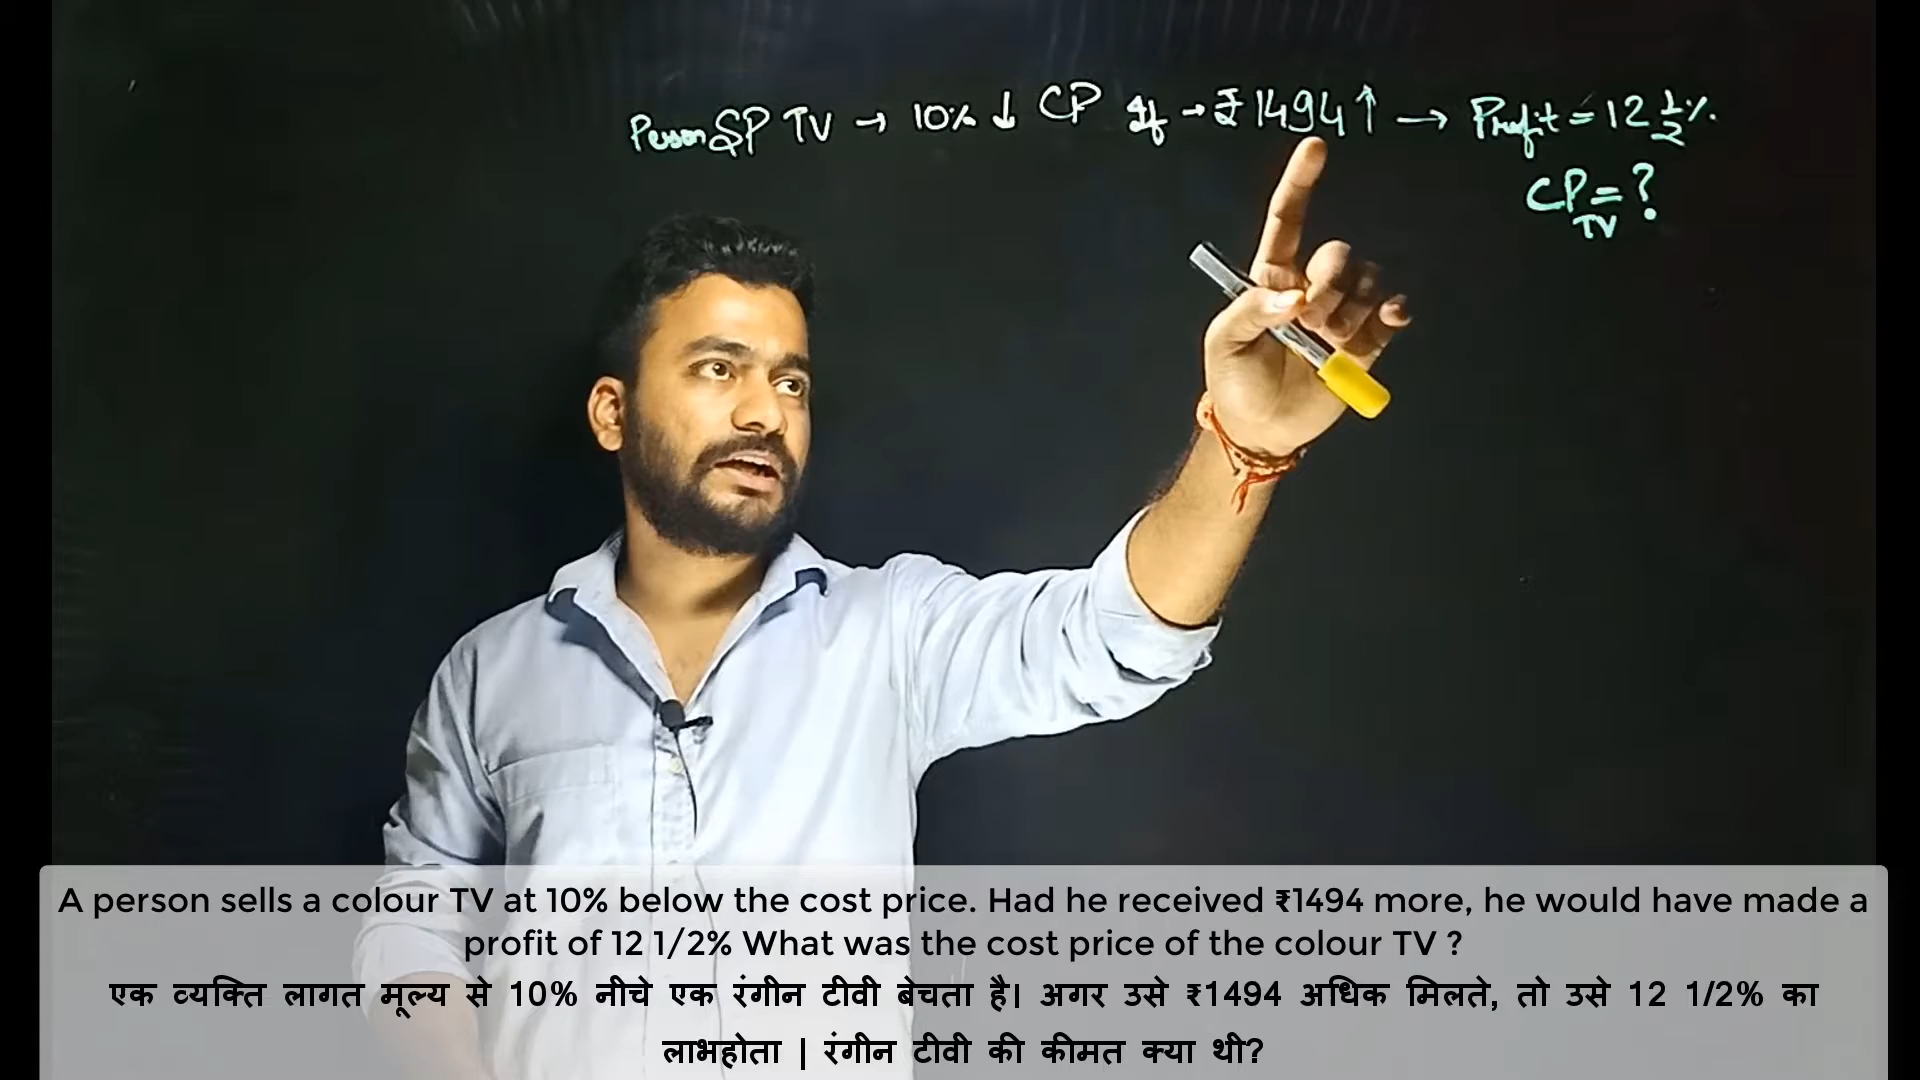 Person SP TV → 10% ↓ CP If → ₹1494↑ → Profit = 12 1/2 %
CP = ?
TV
A person sells a colour TV at 10% below the cost price. Had he received ₹1494 more, he would have made a
profit of 12 1/2% What was the cost price of the colour TV ?
एक व्यक्ति लागत मूल्य से 10% नीचे एक रंगीन टीवी बेचता है। अगर उसे ₹1494 अधिक मिलते, तो उसे 12 1/2% का
लाभहोता | रंगीन टीवी की कीमत क्या थी?